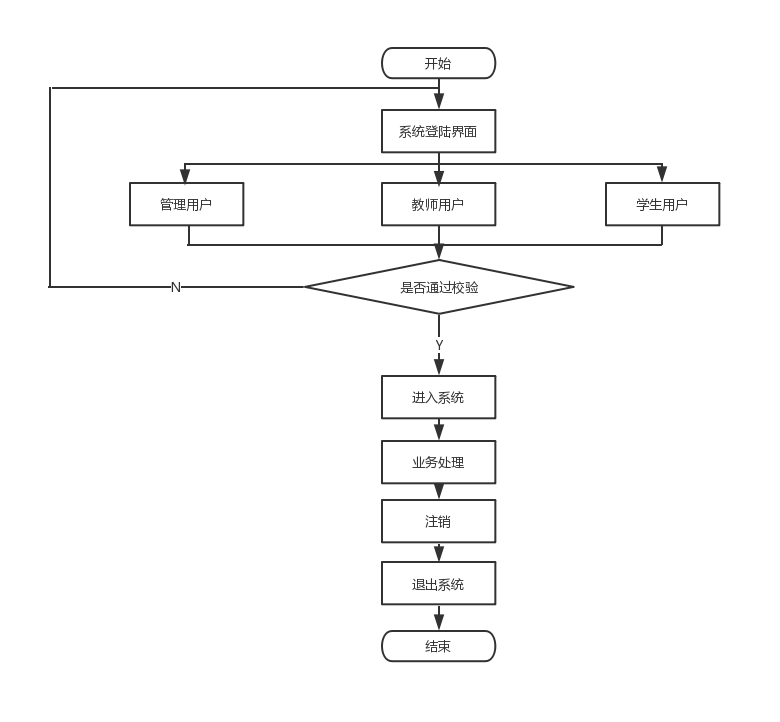 开始
系统登陆界面
管理用户
教师用户
学生用户
是否通过校验
N
Y
进入系统
业务处理
注销
退出系统
结束